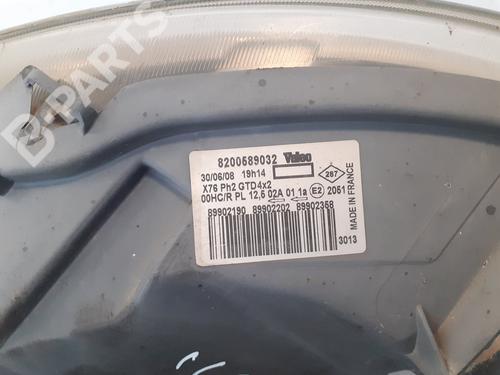 B-PARTS
8200589032 Valeo
30/06/08 19h14 287
X76 Ph2 GTD4x2
00HC/R PL 12,5 02A 01 1a E2 2051
89902190 89902202 89902358
3013
MADE IN FRANCE